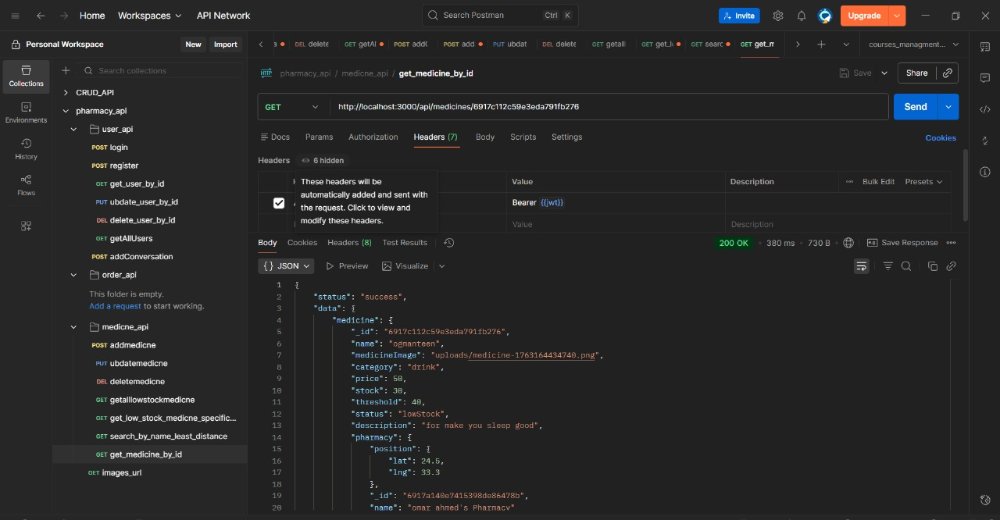 Home Workspaces API Network Search Postman Ctrl K Invite Upgrade
Personal Workspace New Import
DEL delete GET getAl POST addC POST add PUT ubdat DEL delete GET getall GET get_l GET searc GET get_m courses_managment...
Collections
Environments
History
Flows
Search collections
CRUD_API
pharmacy_api
user_api
POST login
POST register
GET get_user_by_id
PUT ubdate_user_by_id
DEL delete_user_by_id
GET getAllUsers
POST addConversation
order_api
This folder is empty.
Add a request to start working.
medicne_api
POST addmedicne
PUT ubdatemedicne
DEL deletemedicne
GET getalllowstockmedicne
GET get_low_stock_medicne_specific...
GET search_by_name_least_distance
GET get_medicine_by_id
GET images_url
HTTP pharmacy_api / medicne_api / get_medicine_by_id Save Share
GET http://localhost:3000/api/medicines/6917c112c59e3eda791fb276 Send
Docs Params Authorization Headers (7) Body Scripts Settings Cookies
Headers 6 hidden
Value Description Bulk Edit Presets
Bearer {{jwt}}
Value Description
These headers will be
automatically added and sent with
the request. Click to view and
modify these headers.
Body Cookies Headers (8) Test Results 200 OK 380 ms 730 B Save Response
{} JSON Preview Visualize
1 {
2 "status": "success",
3 "data": {
4 "medicine": {
5 "_id": "6917c112c59e3eda791fb276",
6 "name": "ogmanteen",
7 "medicineImage": "uploads/medicine-1763164434740.png",
8 "category": "drink",
9 "price": 50,
10 "stock": 30,
11 "threshold": 40,
12 "status": "lowStock",
13 "description": "for make you sleep good",
14 "pharmacy": {
15 "position": {
16 "lat": 24.5,
17 "lng": 33.3
18 },
19 "_id": "6917a140e7415398de86478b",
20 "name": "omar ahmed's Pharmacy"